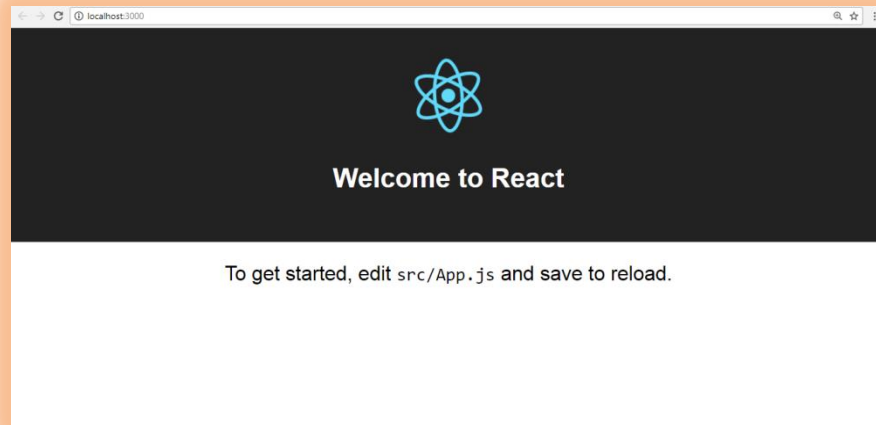 localhost:3000
Welcome to React
To get started, edit src/App.js and save to reload.